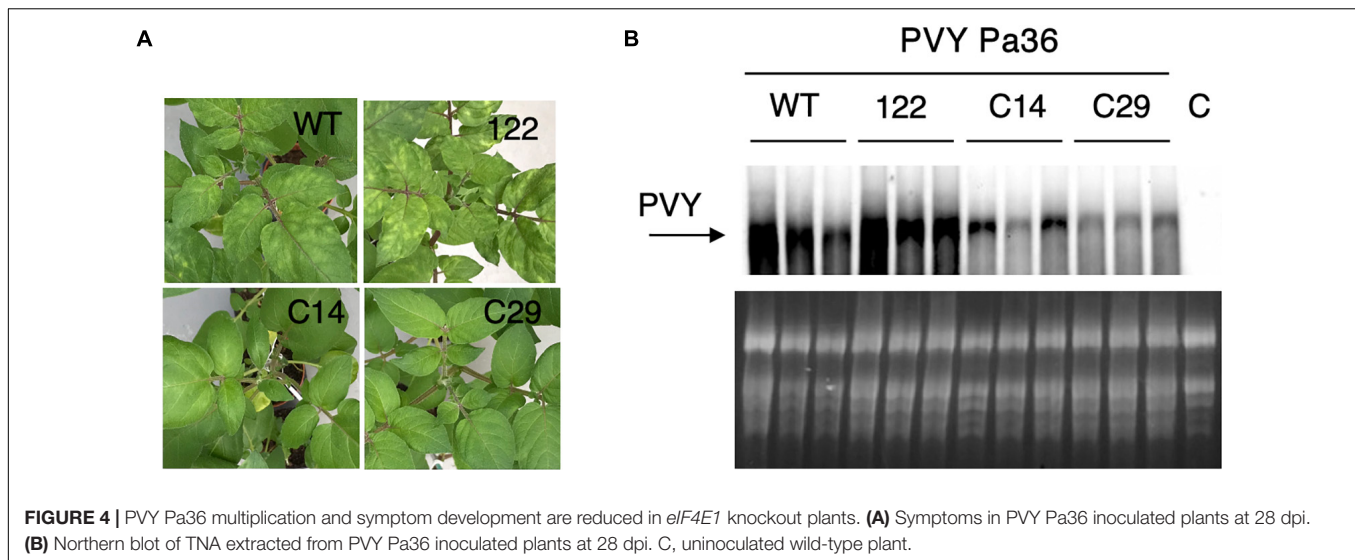 A
WT
122
C14
C29
B
PVY Pa36
WT 122 C14 C29 C
PVY
FIGURE 4 | PVY Pa36 multiplication and symptom development are reduced in eIF4E1 knockout plants. (A) Symptoms in PVY Pa36 inoculated plants at 28 dpi.
(B) Northern blot of TNA extracted from PVY Pa36 inoculated plants at 28 dpi. C, uninoculated wild-type plant.